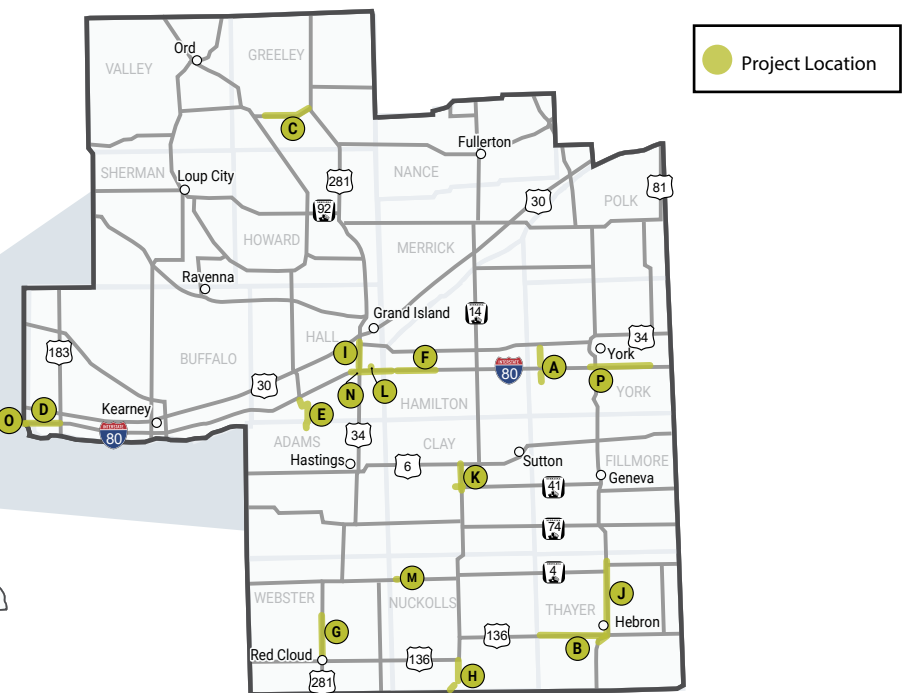 Project Location
Ord
VALLEY
GREELEY
C
Fullerton
SHERMAN
Loup City
NANCE
281
81
92
30
POLK
HOWARD
MERRICK
Ravenna
Grand Island
14
183
HALL
34
BUFFALO
I
F
York
INTERSTATE
80
A
30
N
L
P
YORK
O
D
Kearney
HAMILTON
INTERSTATE
80
E
ADAMS
34
CLAY
Hastings
6
Sutton
FILLMORE
K
Geneva
41
74
4
M
J
WEBSTER
NUCKOLLS
THAYER
Hebron
G
136
B
Red Cloud
136
H
281